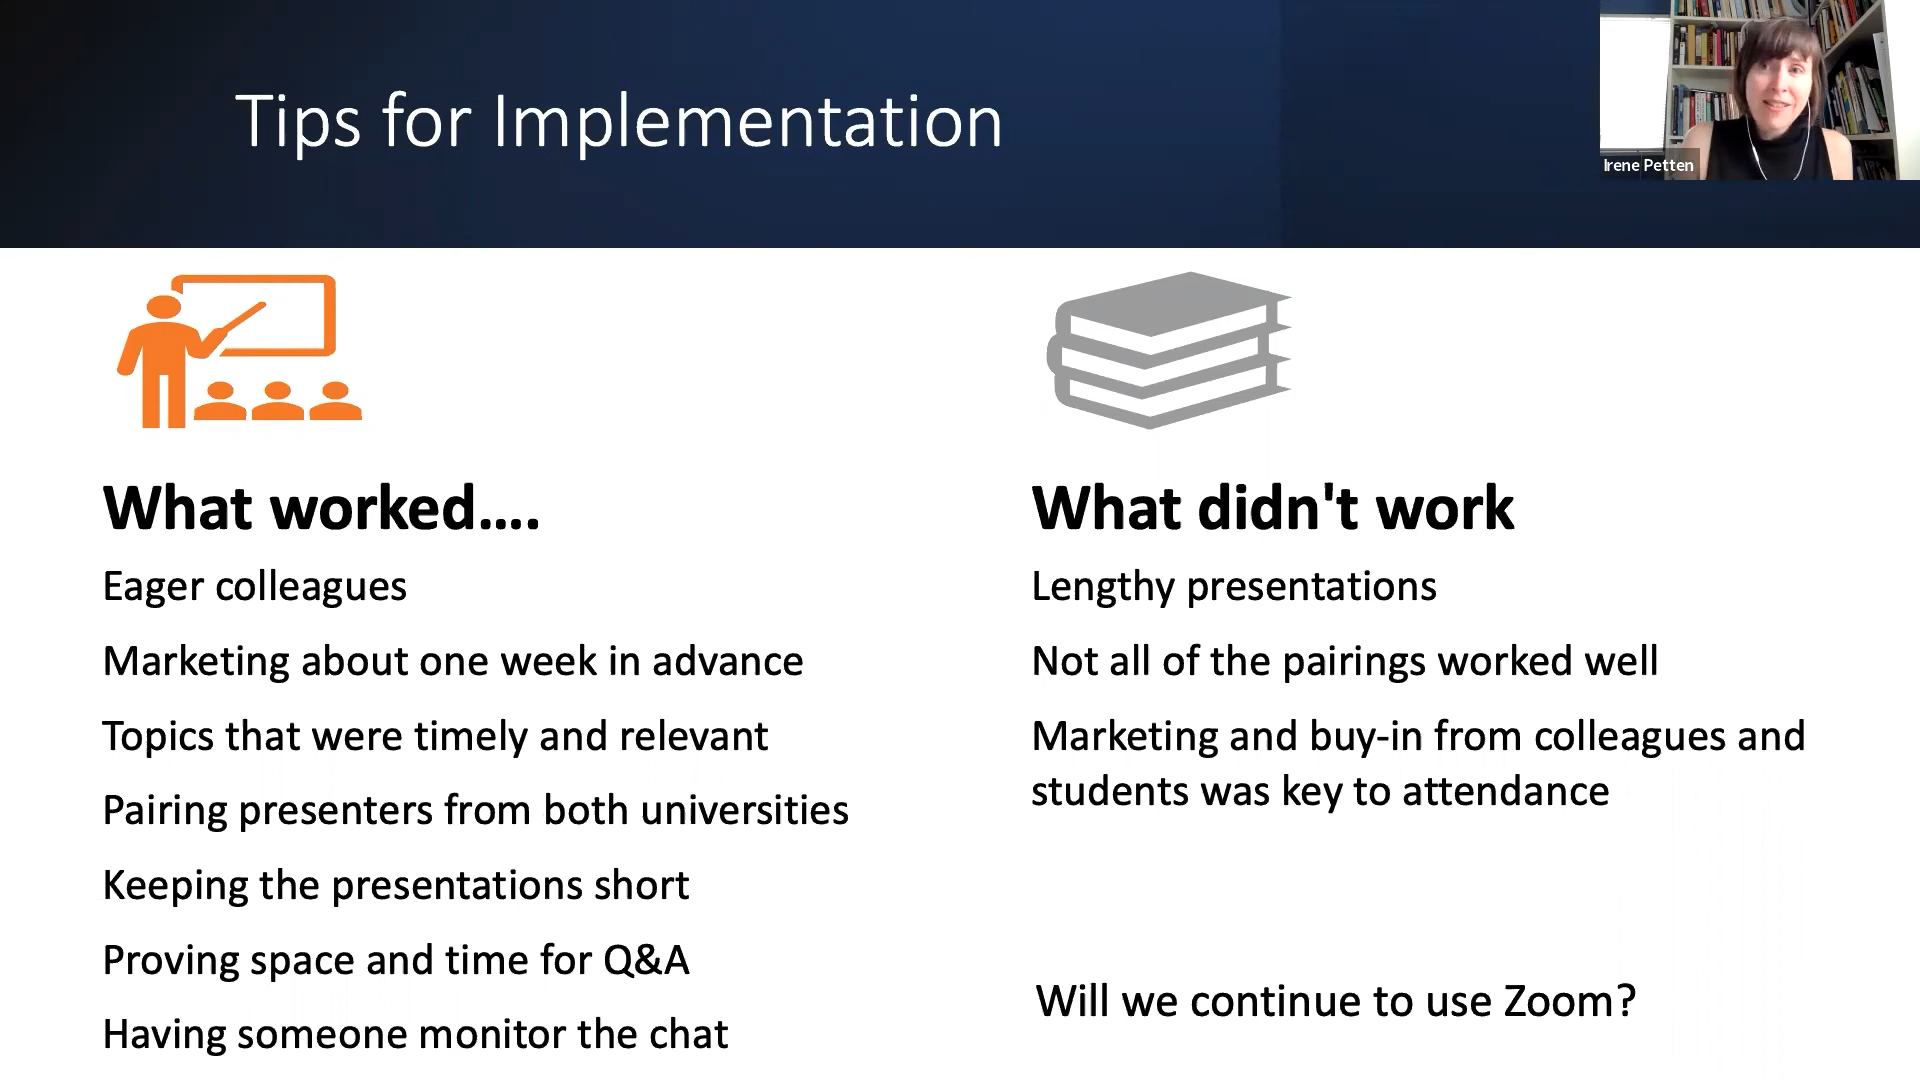 Tips for Implementation
Irene Petten
What worked....
Eager colleagues
Marketing about one week in advance
Topics that were timely and relevant
Pairing presenters from both universities
Keeping the presentations short
Proving space and time for Q&A
Having someone monitor the chat
What didn't work
Lengthy presentations
Not all of the pairings worked well
Marketing and buy-in from colleagues and
students was key to attendance
Will we continue to use Zoom?